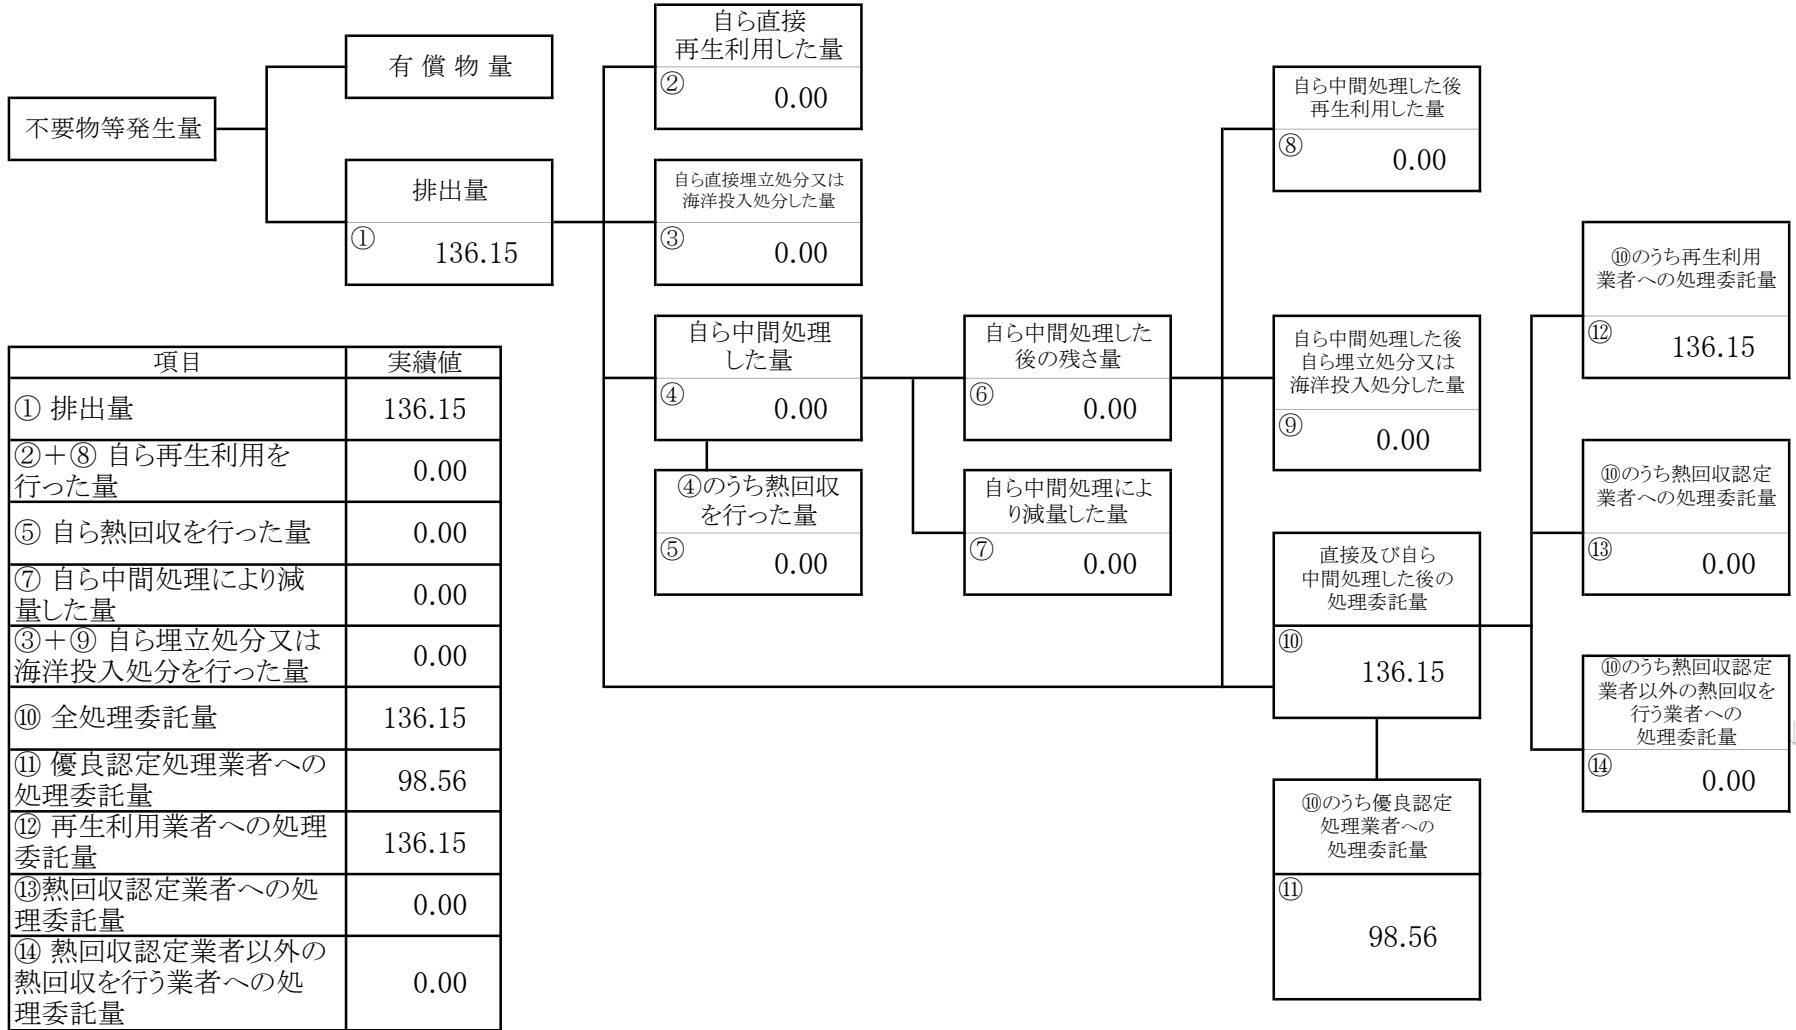 不要物等発生量
有 償 物 量
排出量
①
136.15
自ら直接
再生利用した量
②
0.00
自ら直接埋立処分又は
海洋投入処分した量
③
0.00
自ら中間処理
した量
④
0.00
④のうち熱回収
を行った量
⑤
0.00
自ら中間処理した
後の残さ量
⑥
0.00
自ら中間処理によ
り減量した量
⑦
0.00
自ら中間処理した後
再生利用した量
⑧
0.00
自ら中間処理した後
自ら埋立処分又は
海洋投入処分した量
⑨
0.00
直接及び自ら
中間処理した後の
処理委託量
⑩
136.15
⑩のうち優良認定
処理業者への
処理委託量
⑪
98.56
⑩のうち再生利用
業者への処理委託量
⑫
136.15
⑩のうち熱回収認定
業者への処理委託量
⑬
0.00
⑩のうち熱回収認定
業者以外の熱回収を
行う業者への
処理委託量
⑭
0.00
項目 実績値
① 排出量 136.15
②＋⑧ 自ら再生利用を
行った量 0.00
⑤ 自ら熱回収を行った量 0.00
⑦ 自ら中間処理により減
量した量 0.00
③＋⑨ 自ら埋立処分又は
海洋投入処分を行った量 0.00
⑩ 全処理委託量 136.15
⑪ 優良認定処理業者への
処理委託量 98.56
⑫ 再生利用業者への処理
委託量 136.15
⑬熱回収認定業者への処
理委託量 0.00
⑭ 熱回収認定業者以外の
熱回収を行う業者への処
理委託量 0.00